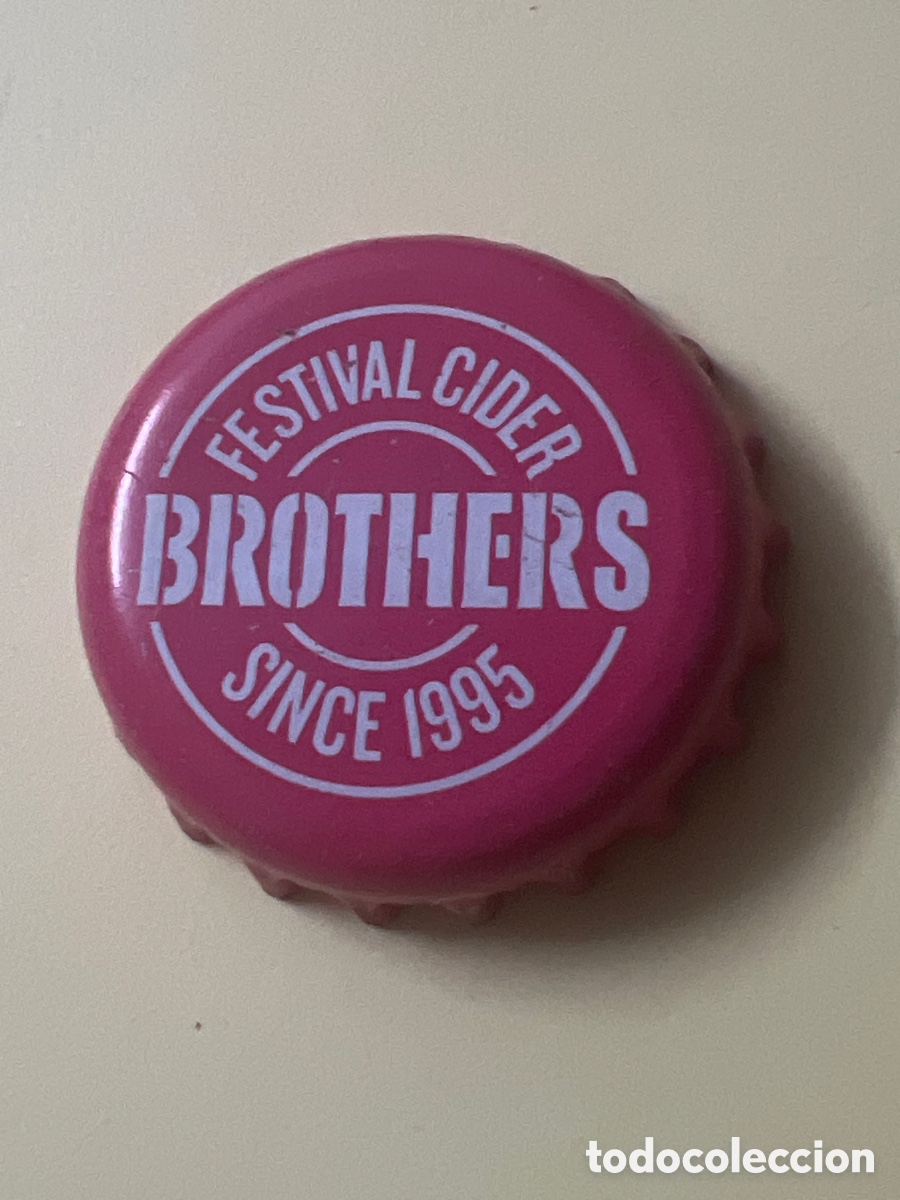 FESTIVAL CIDER
BROTHERS
SINCE 1995
todocoleccion